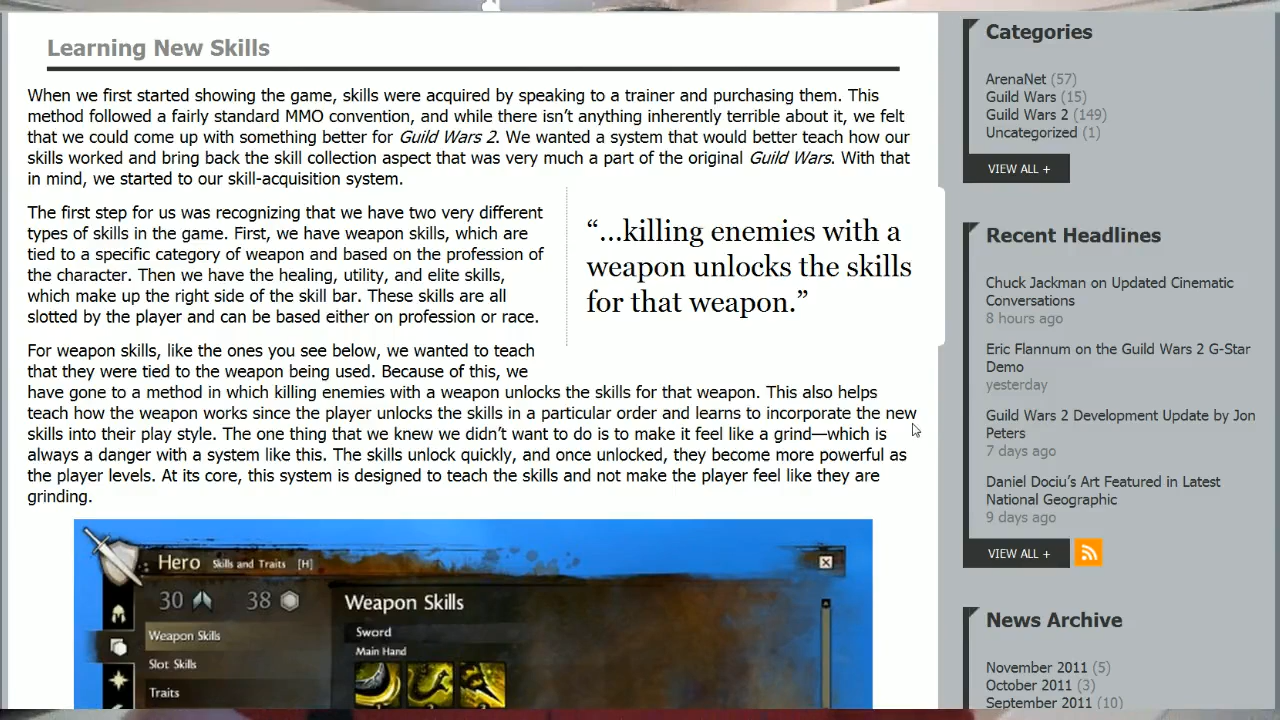 Learning New Skills
When we first started showing the game, skills were acquired by speaking to a trainer and purchasing them. This
method followed a fairly standard MMO convention, and while there isn't anything inherently terrible about it, we felt
that we could come up with something better for Guild Wars 2. We wanted a system that would better teach how our
skills worked and bring back the skill collection aspect that was very much a part of the original Guild Wars. With that
in mind, we started to our skill-acquisition system.
The first step for us was recognizing that we have two very different
types of skills in the game. First, we have weapon skills, which are
tied to a specific category of weapon and based on the profession of
the character. Then we have the healing, utility, and elite skills,
which make up the right side of the skill bar. These skills are all
slotted by the player and can be based either on profession or race.
“...killing enemies with a
weapon unlocks the skills
for that weapon.”
For weapon skills, like the ones you see below, we wanted to teach
that they were tied to the weapon being used. Because of this, we
have gone to a method in which killing enemies with a weapon unlocks the skills for that weapon. This also helps
teach how the weapon works since the player unlocks the skills in a particular order and learns to incorporate the new
skills into their play style. The one thing that we knew we didn't want to do is to make it feel like a grind—which is
always a danger with a system like this. The skills unlock quickly, and once unlocked, they become more powerful as
the player levels. At its core, this system is designed to teach the skills and not make the player feel like they are
grinding.
Hero Skills and Traits [H]
30 38
Weapon Skills
Slot Skills
Traits
Weapon Skills
Sword
Main Hand
Categories
ArenaNet (57)
Guild Wars (15)
Guild Wars 2 (149)
Uncategorized (1)
VIEW ALL +
Recent Headlines
Chuck Jackman on Updated Cinematic
Conversations
8 hours ago
Eric Flannum on the Guild Wars 2 G-Star
Demo
yesterday
Guild Wars 2 Development Update by Jon
Peters
7 days ago
Daniel Dociu's Art Featured in Latest
National Geographic
9 days ago
VIEW ALL +
News Archive
November 2011 (5)
October 2011 (3)
September 2011 (10)